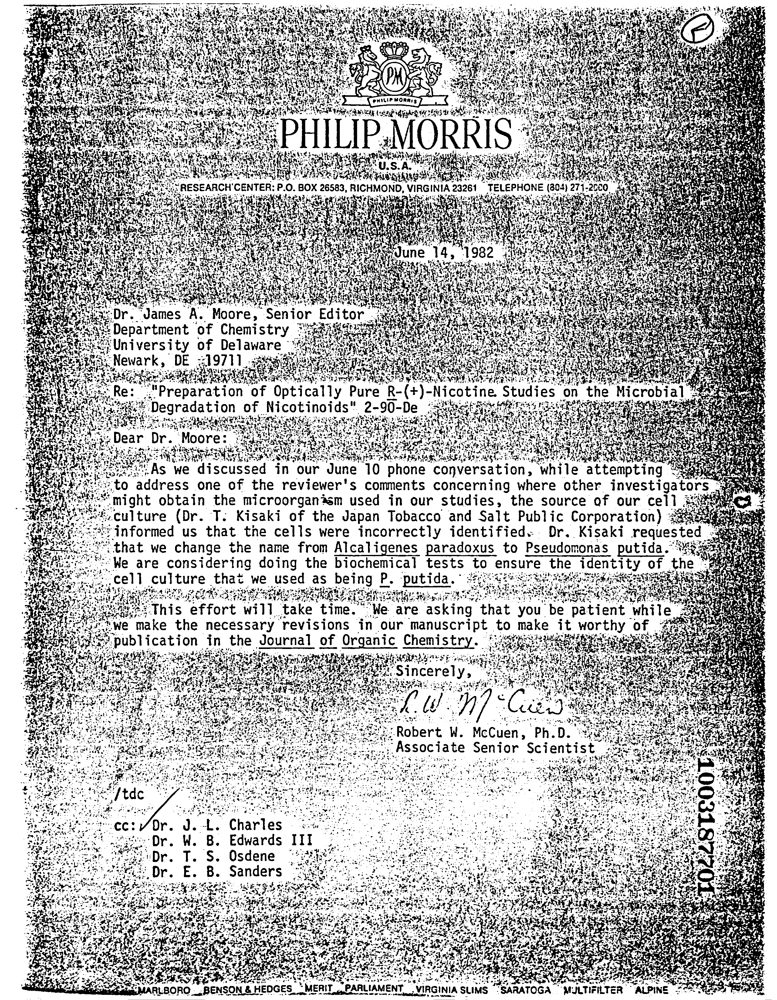 P
PM
PHILIP MORRIS
PHILIP MORRIS
U.S.A.
RESEARCH CENTER: P.O. BOX 26583, RICHMOND, VIRGINIA 23261 TELEPHONE (804) 271-2000
June 14, 1982
Dr. James A. Moore, Senior Editor
Department of Chemistry
University of Delaware
Newark, DE 19711
Re: "Preparation of Optically Pure R-(+)-Nicotine. Studies on the Microbial
Degradation of Nicotinoids" 2-90-De
Dear Dr. Moore:
As we discussed in our June 10 phone conversation, while attempting
to address one of the reviewer's comments concerning where other investigators
might obtain the microorganism used in our studies, the source of our cell
culture (Dr. T. Kisaki of the Japan Tobacco and Salt Public Corporation)
informed us that the cells were incorrectly identified. Dr. Kisaki requested
that we change the name from Alcaligenes paradoxus to Pseudomonas putida.
We are considering doing the biochemical tests to ensure the identity of the
cell culture that we used as being P. putida.
This effort will take time. We are asking that you be patient while
we make the necessary revisions in our manuscript to make it worthy of
publication in the Journal of Organic Chemistry.
Sincerely,
R. W. McCuen
Robert W. McCuen, Ph.D.
Associate Senior Scientist
/tdc
cc: Dr. J. L. Charles
Dr. W. B. Edwards III
Dr. T. S. Osdene
Dr. E. B. Sanders
1003187701
MARLBORO BENSON & HEDGES MERIT PARLIAMENT VIRGINIA SLIMS SARATOGA MULTIFILTER ALPINE